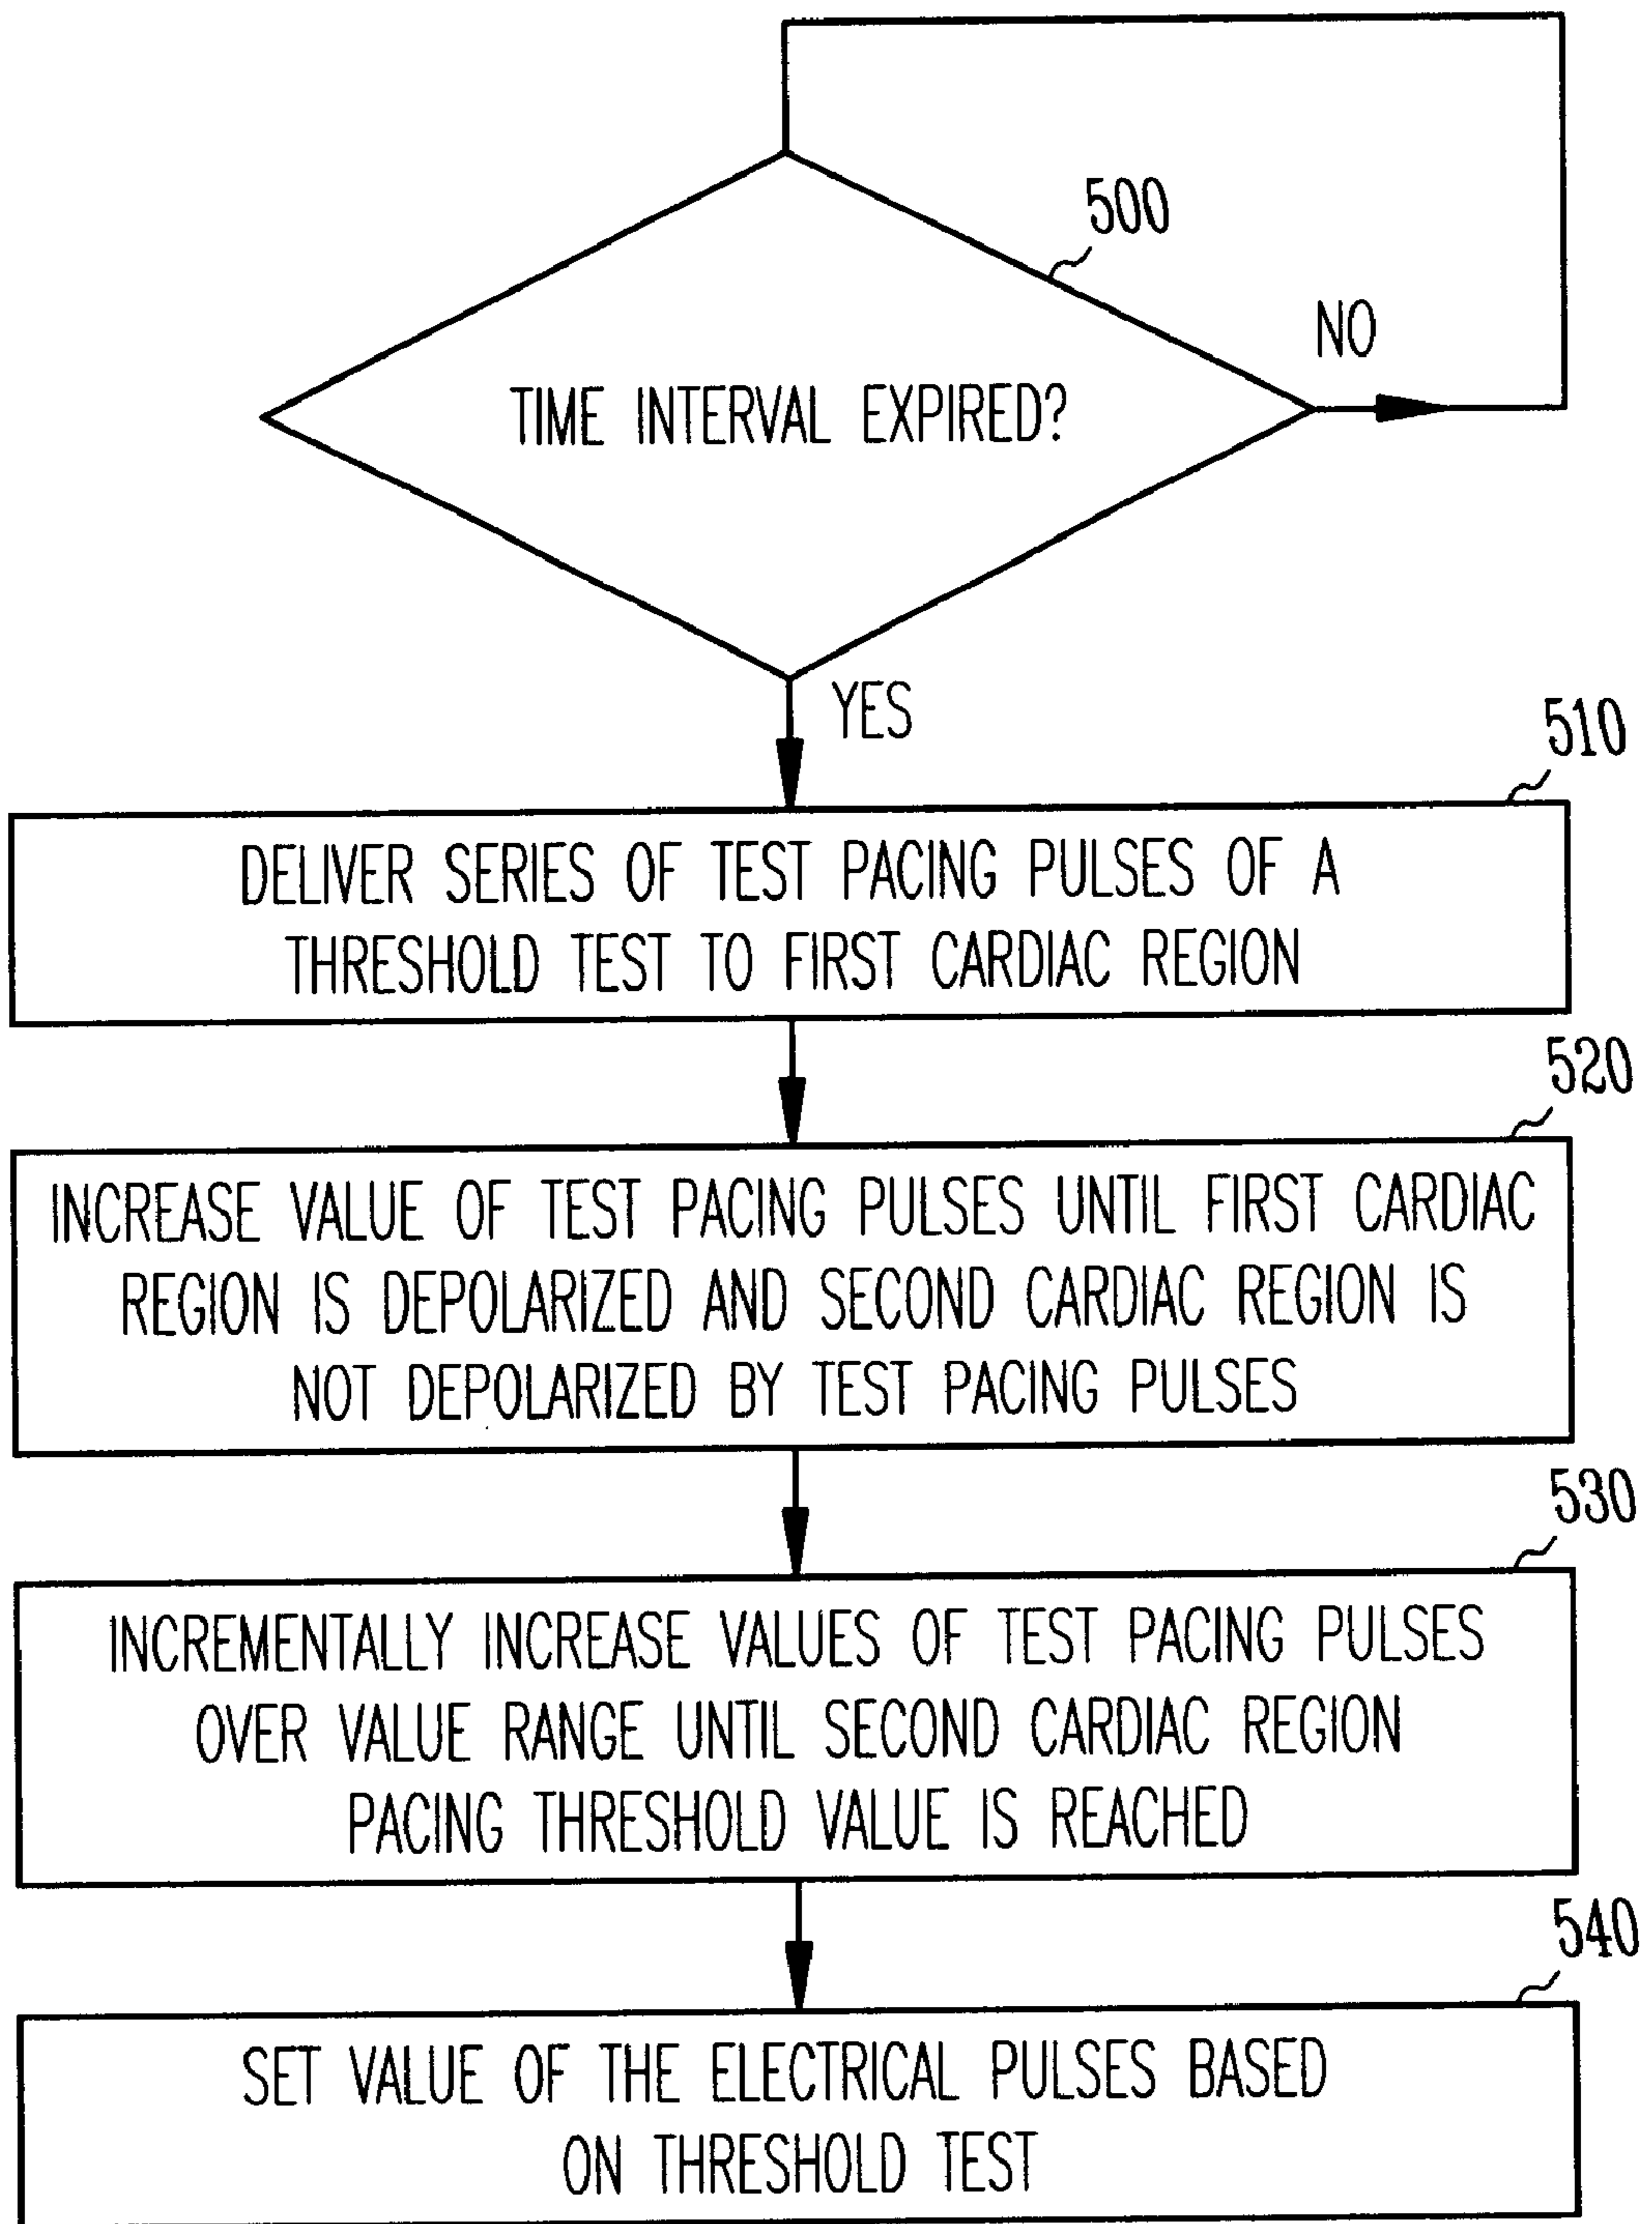 500
NO
TIME INTERVAL EXPIRED?
YES
510
DELIVER SERIES OF TEST PACING PULSES OF A
THRESHOLD TEST TO FIRST CARDIAC REGION
520
INCREASE VALUE OF TEST PACING PULSES UNTIL FIRST CARDIAC
REGION IS DEPOLARIZED AND SECOND CARDIAC REGION IS
NOT DEPOLARIZED BY TEST PACING PULSES
530
INCREMENTALLY INCREASE VALUES OF TEST PACING PULSES
OVER VALUE RANGE UNTIL SECOND CARDIAC REGION
PACING THRESHOLD VALUE IS REACHED
540
SET VALUE OF THE ELECTRICAL PULSES BASED
ON THRESHOLD TEST